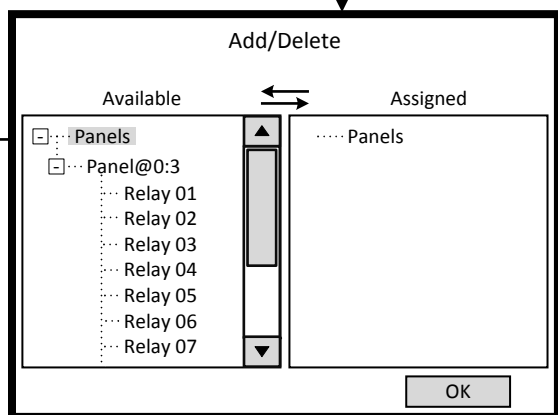 Add/Delete
Available
Assigned
- Panels
- Panel@0:3
Relay 01
Relay 02
Relay 03
Relay 04
Relay 05
Relay 06
Relay 07
Panels
OK